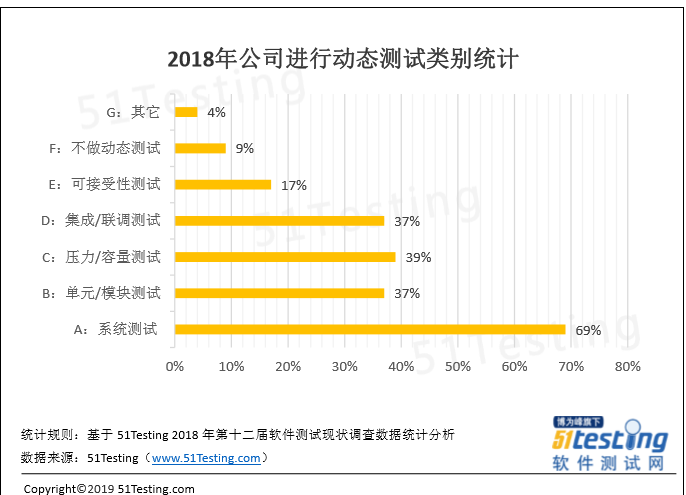 2018年公司进行动态测试类别统计
51Testing
G：其它
4%
F：不做动态测试
9%
E：可接受性测试
17%
51Testing
D：集成/联调测试
37%
C：压力/容量测试
39%
B：单元/模块测试
37%
A：系统测试
69%
51Testing
0% 10% 20% 30% 40% 50% 60% 70% 80%
统计规则：基于 51Testing 2018 年第十二届软件测试现状调查数据统计分析
数据来源：51Testing（www.51Testing.com）
博为峰旗下
51testing
软件测试网
Copyright©2019 51Testing.com